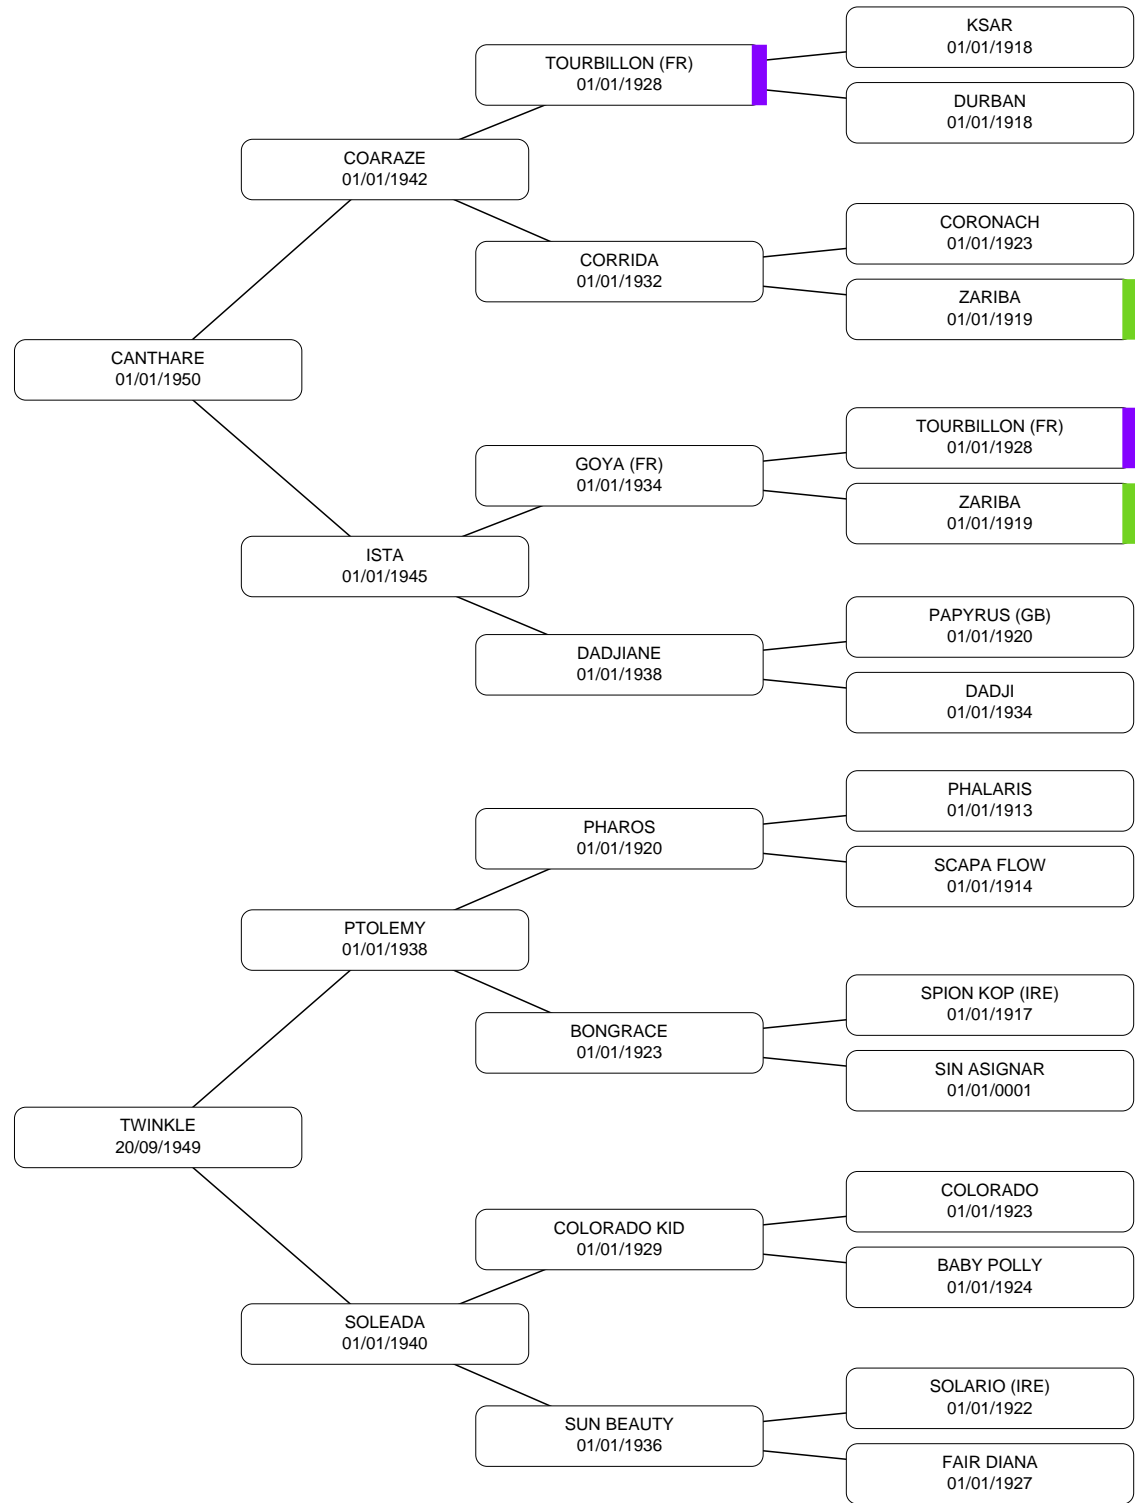 KSAR
01/01/1918
TOURBILLON (FR)
01/01/1928
DURBAN
01/01/1918
COARAZE
01/01/1942
CORONACH
01/01/1923
CORRIDA
01/01/1932
ZARIBA
01/01/1919
CANTHARE
01/01/1950
TOURBILLON (FR)
01/01/1928
GOYA (FR)
01/01/1934
ZARIBA
01/01/1919
ISTA
01/01/1945
PAPYRUS (GB)
01/01/1920
DADJIANE
01/01/1938
DADJI
01/01/1934
PHALARIS
01/01/1913
PHAROS
01/01/1920
SCAPA FLOW
01/01/1914
PTOLEMY
01/01/1938
SPION KOP (IRE)
01/01/1917
BONGRACE
01/01/1923
SIN ASIGNAR
01/01/0001
TWINKLE
20/09/1949
COLORADO
01/01/1923
COLORADO KID
01/01/1929
BABY POLLY
01/01/1924
SOLEADA
01/01/1940
SOLARIO (IRE)
01/01/1922
SUN BEAUTY
01/01/1936
FAIR DIANA
01/01/1927